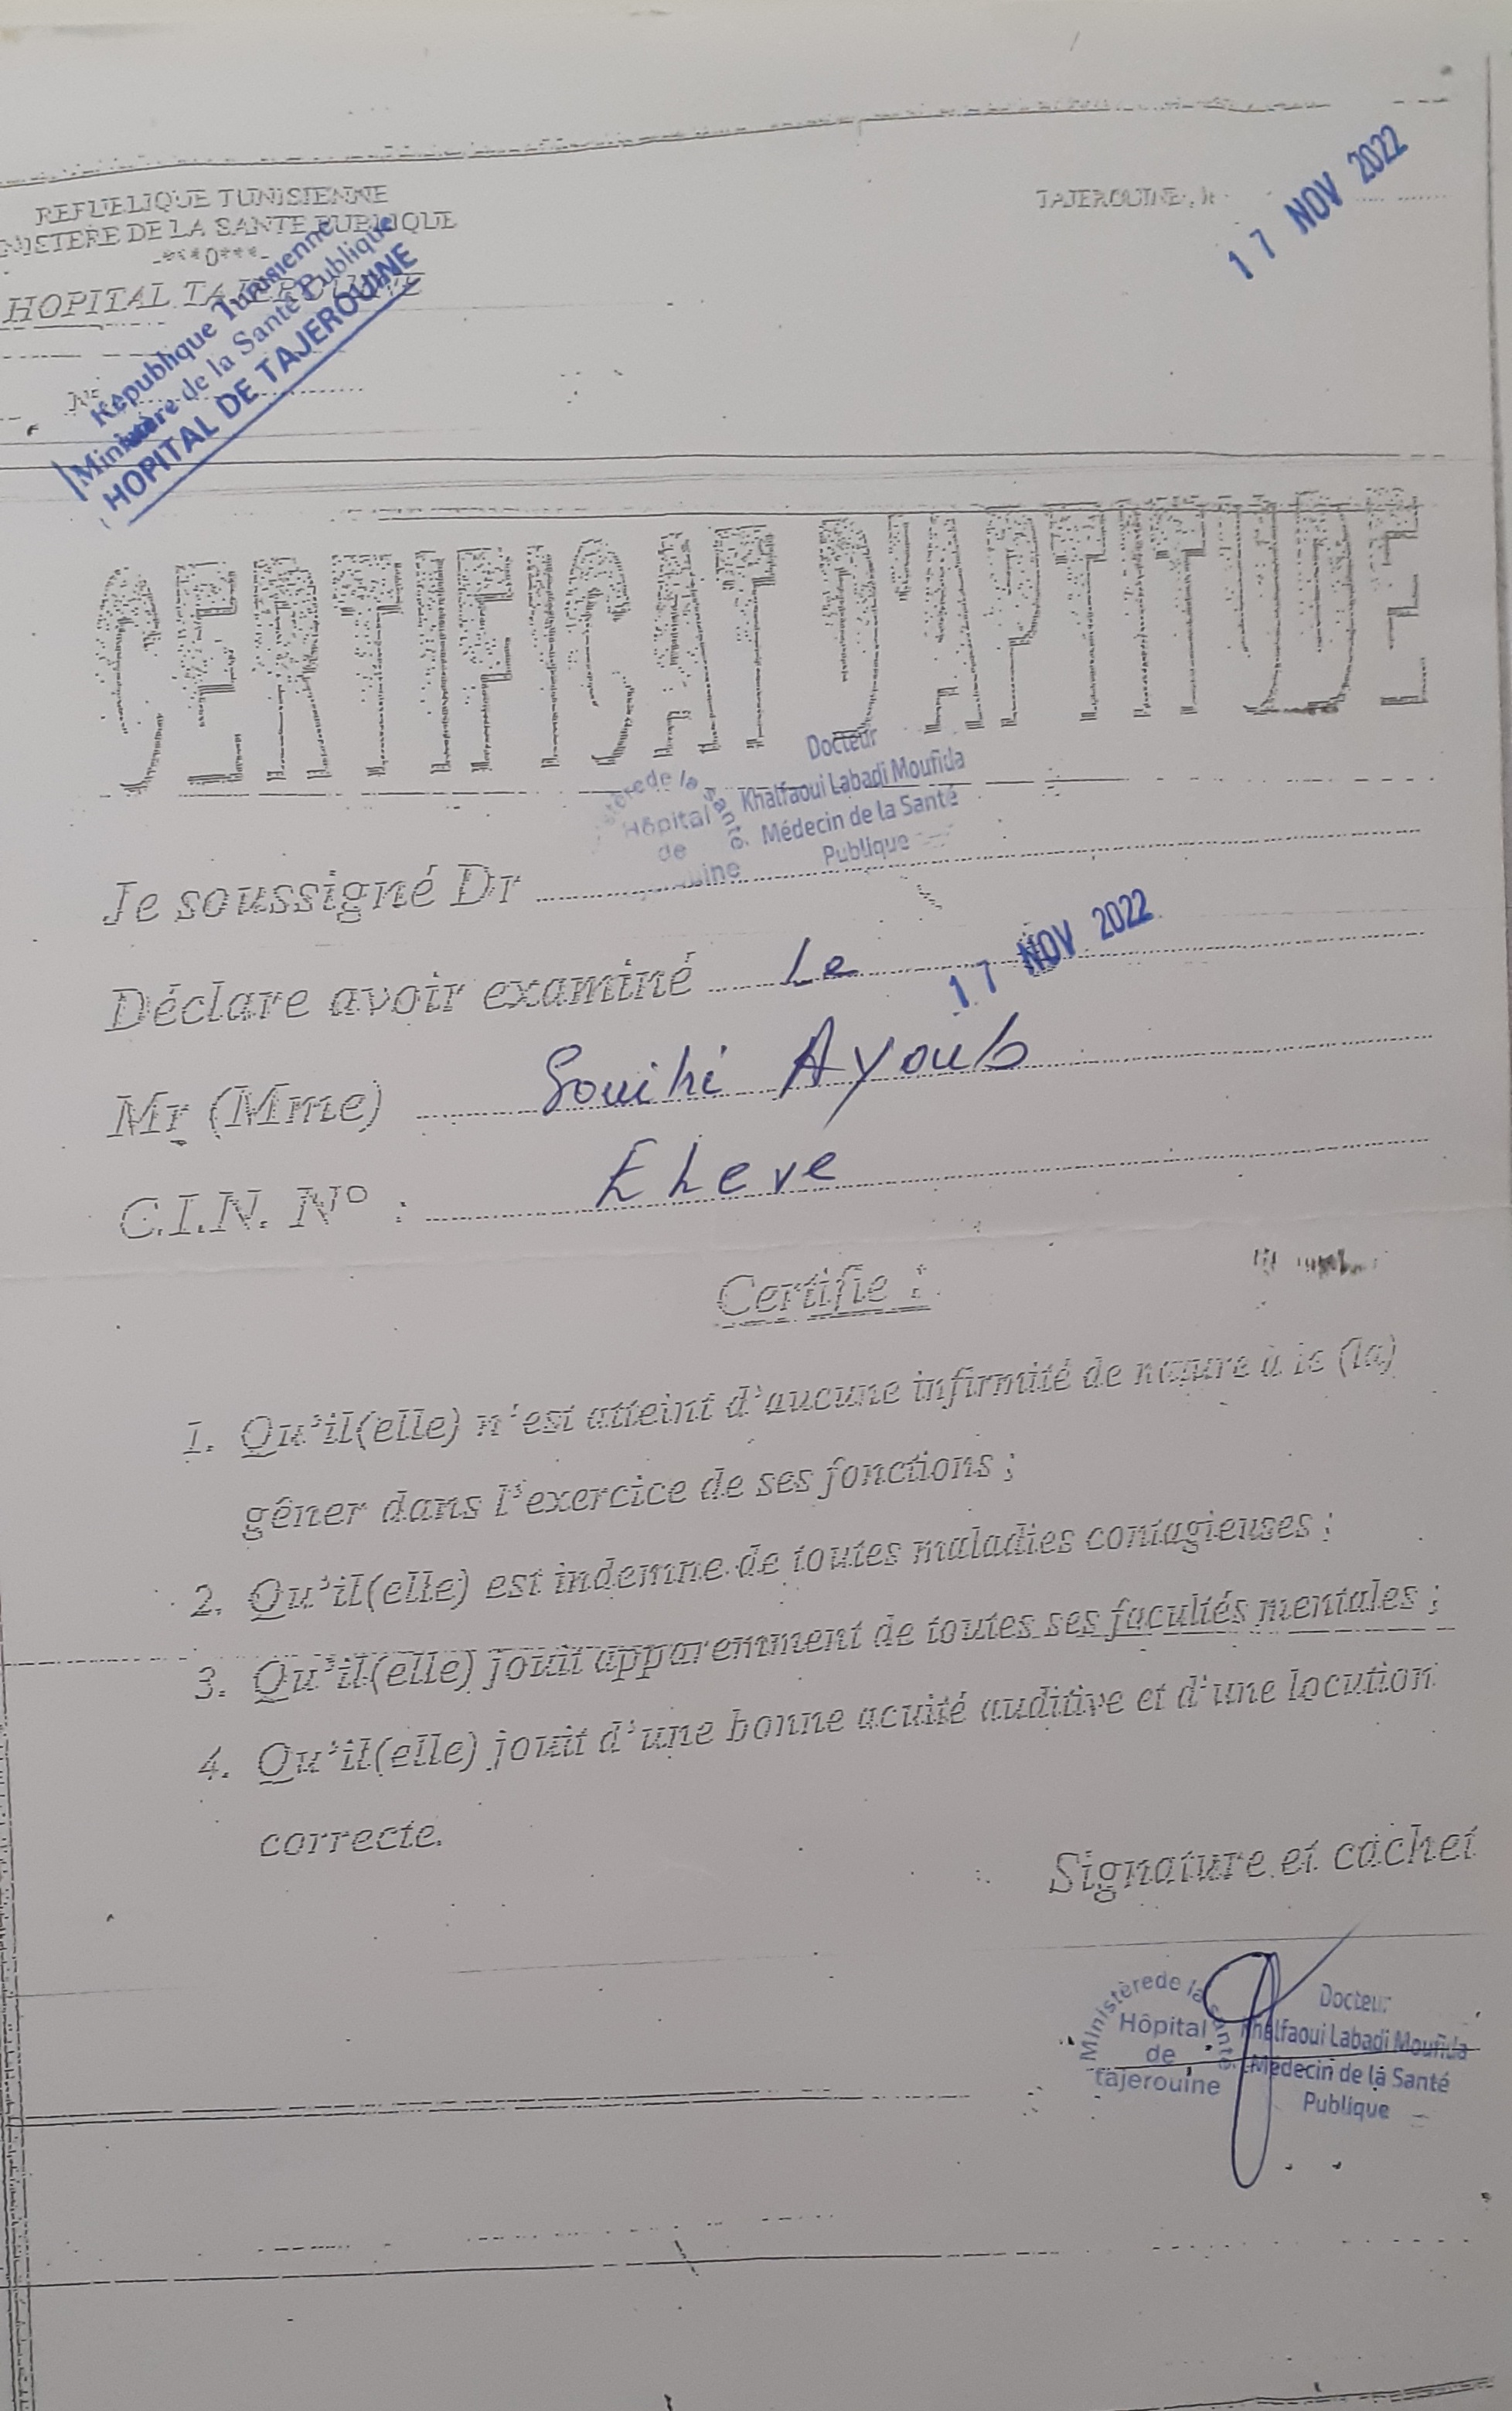 REPUBLIQUE TUNISIENNE
MINISTERE DE LA SANTE PUBLIQUE
-***0***-
HOPITAL TAJEROUINE
N°
République Tunisienne
Ministère de la Santé Publique
HOPITAL DE TAJEROUINE
TAJEROUINE, le
17 NOV 2022
CERTIFICAT D'APTITUDE
Ministèrede la santé
Hôpital
de
Docteur
Khalfaoui Labadi Moufida
Médecin de la Santé
Publique
Je soussigné Dr
Déclare avoir examiné Le 17 NOV 2022
Mr (Mme) Souihi Ayoub
C.I.N. N° : Eleve
Certifie :
1. Qu'il(elle) n'est atteint d'aucune infirmité de nature à le (la)
gêner dans l'exercice de ses fonctions ;
2. Qu'il(elle) est indemne de toutes maladies contagieuses ;
3. Qu'il(elle) jouit apparemment de toutes ses facultés mentales ;
4. Qu'il(elle) jouit d'une bonne acuité auditive et d'une locution
correcte.
Signature et cachet
Ministèrede la santé
Hôpital
de
tajerouine
Docteur
Khalfaoui Labadi Moufida
Médecin de la Santé
Publique